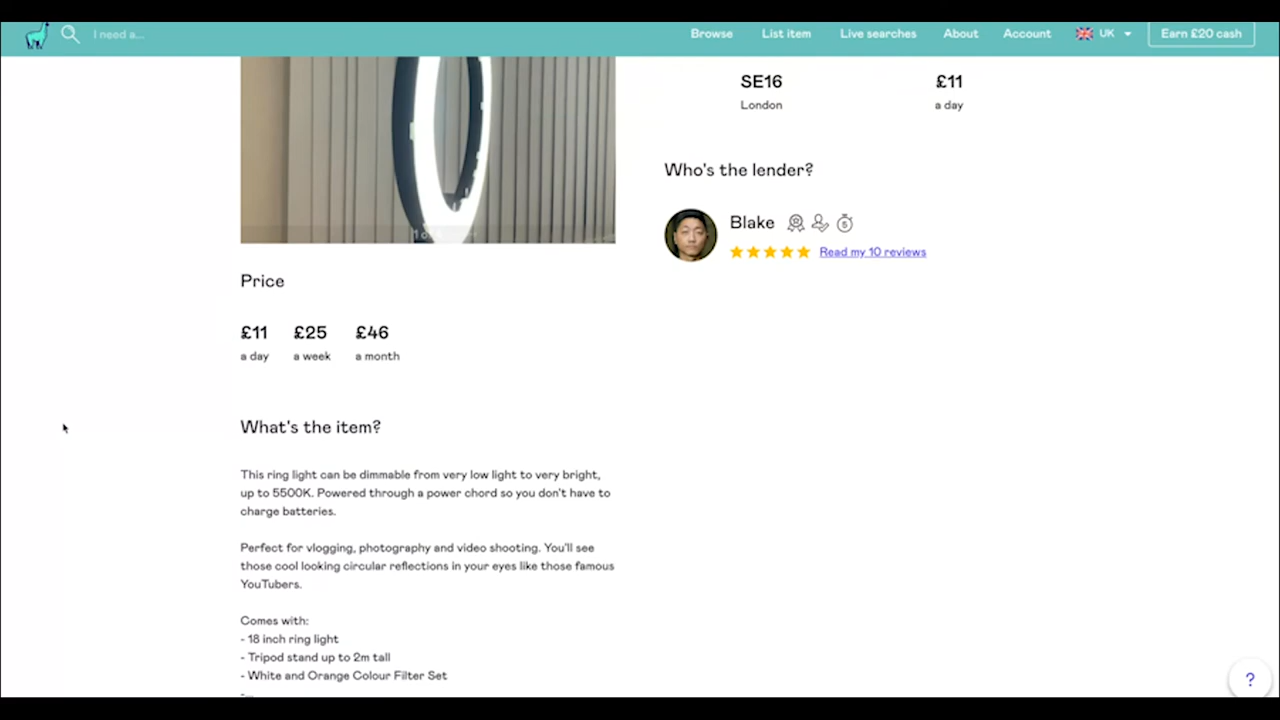 I need a...
Browse
List item
Live searches
About
Account
UK
Earn £20 cash
SE16
London
£11
a day
Who's the lender?
Blake
5
Read my 10 reviews
Price
£11 £25 £46
a day a week a month
What's the item?
This ring light can be dimmable from very low light to very bright,
up to 5500K. Powered through a power chord so you don't have to
charge batteries.
Perfect for vlogging, photography and video shooting. You'll see
those cool looking circular reflections in your eyes like those famous
YouTubers.
Comes with:
- 18 inch ring light
- Tripod stand up to 2m tall
- White and Orange Colour Filter Set
?